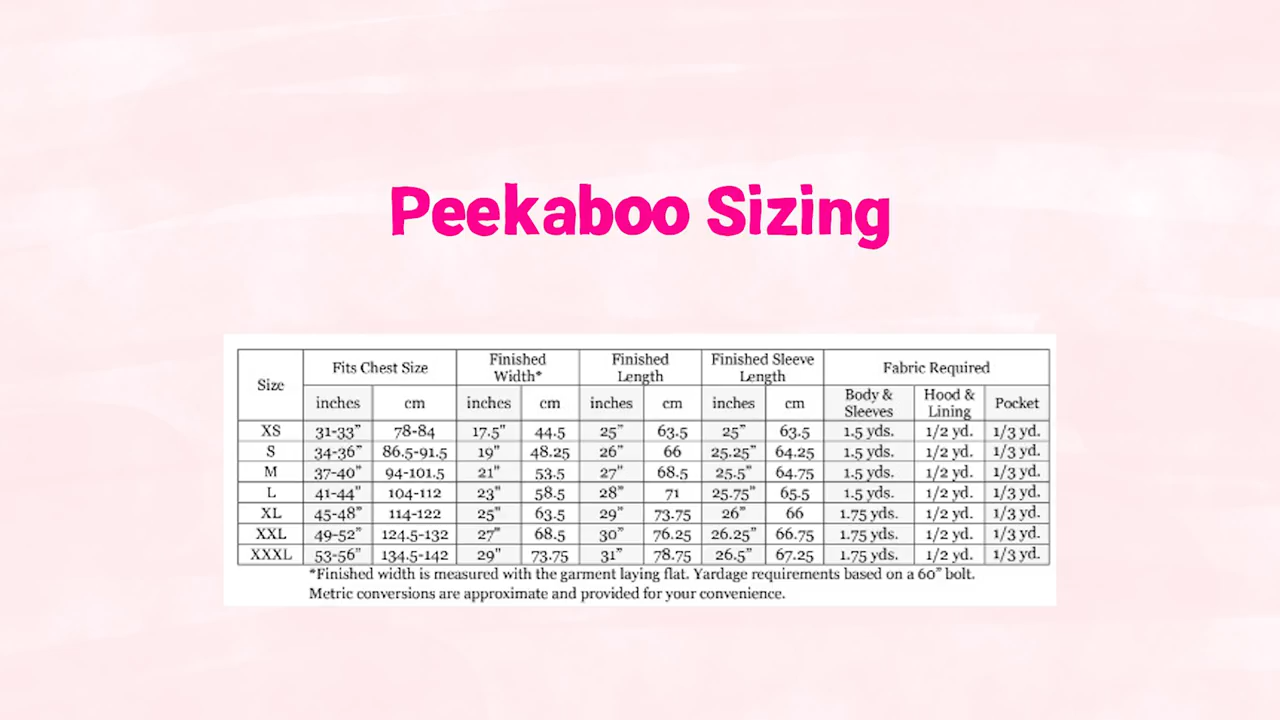 Peekaboo Sizing
Size Fits Chest Size Finished Width* Finished Length Finished Sleeve Length Fabric Required
inches cm inches cm inches cm inches cm Body & Sleeves Hood & Lining Pocket
XS 31-33” 78-84 17.5" 44.5 25” 63.5 25” 63.5 1.5 yds. 1/2 yd. 1/3 yd.
S 34-36” 86.5-91.5 19" 48.25 26” 66 25.25” 64.25 1.5 yds. 1/2 yd. 1/3 yd.
M 37-40” 94-101.5 21" 53.5 27” 68.5 25.5” 64.75 1.5 yds. 1/2 yd. 1/3 yd.
L 41-44” 104-112 23" 58.5 28” 71 25.75” 65.5 1.5 yds. 1/2 yd. 1/3 yd.
XL 45-48” 114-122 25" 63.5 29” 73.75 26” 66 1.75 yds. 1/2 yd. 1/3 yd.
XXL 49-52” 124.5-132 27" 68.5 30” 76.25 26.25” 66.75 1.75 yds. 1/2 yd. 1/3 yd.
XXXL 53-56” 134.5-142 29" 73.75 31” 78.75 26.5” 67.25 1.75 yds. 1/2 yd. 1/3 yd.
*Finished width is measured with the garment laying flat. Yardage requirements based on a 60” bolt.
Metric conversions are approximate and provided for your convenience.